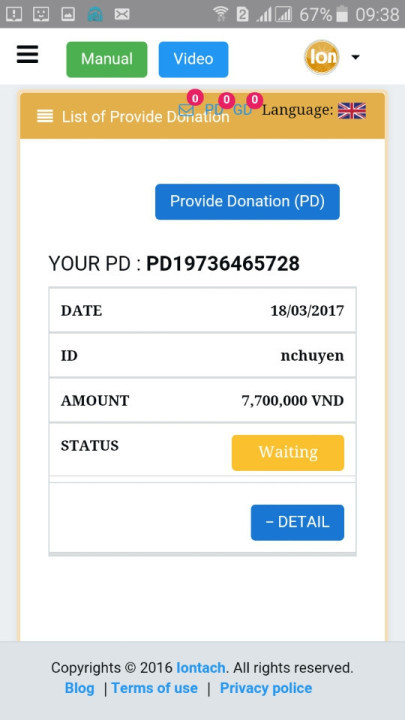 67% 09:38
Manual Video Ion
List of Provide Donation 0 PD 0 GD 0 Language:
Provide Donation (PD)
YOUR PD : PD19736465728
DATE 18/03/2017
ID nchuyen
AMOUNT 7,700,000 VND
STATUS Waiting
– DETAIL
Copyrights © 2016 Iontach. All rights reserved.
Blog | Terms of use | Privacy police